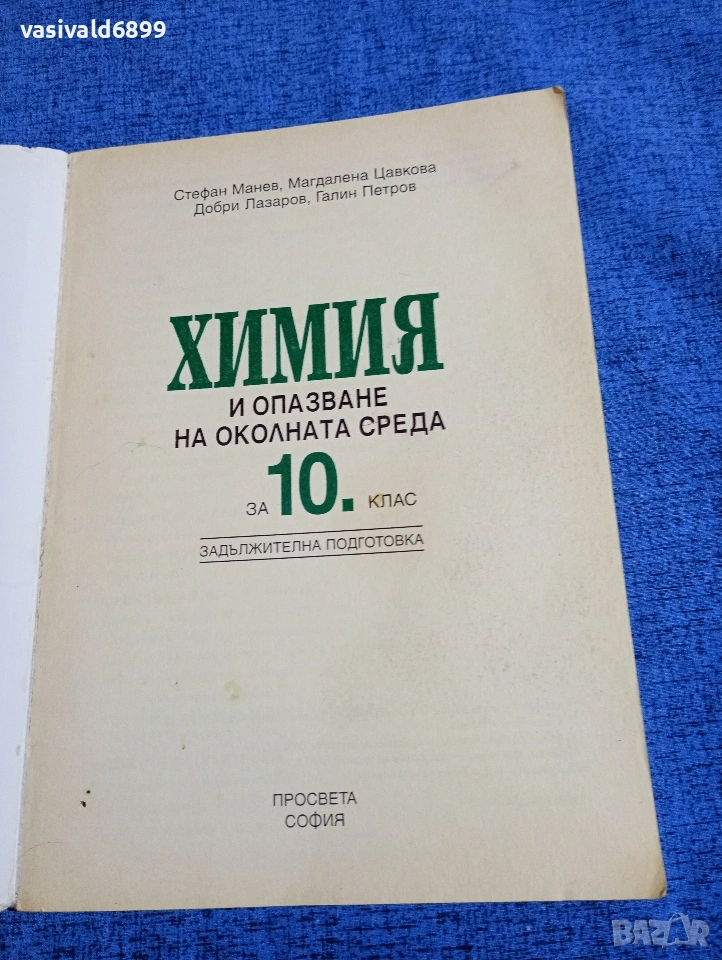 vasivald6899
Стефан Манев, Магдалена Цавкова
Добри Лазаров, Галин Петров
ХИМИЯ
И ОПАЗВАНЕ
НА ОКОЛНАТА СРЕДА
ЗА 10. КЛАС
ЗАДЪЛЖИТЕЛНА ПОДГОТОВКА
ПРОСВЕТА
СОФИЯ
BAZAR